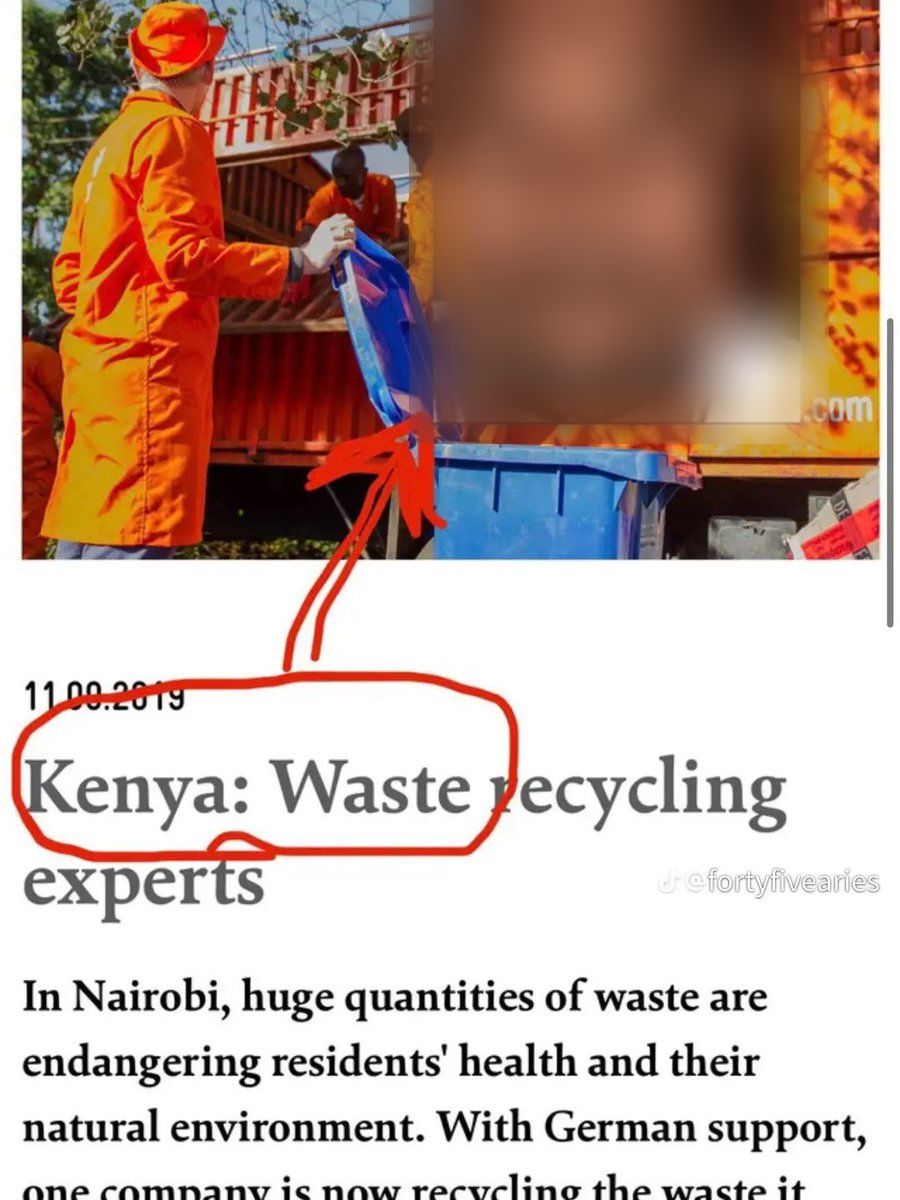 .com
11.09.2019
Kenya: Waste recycling
experts
@fortyfivearies
In Nairobi, huge quantities of waste are
endangering residents' health and their
natural environment. With German support,
one company is now recycling the waste it